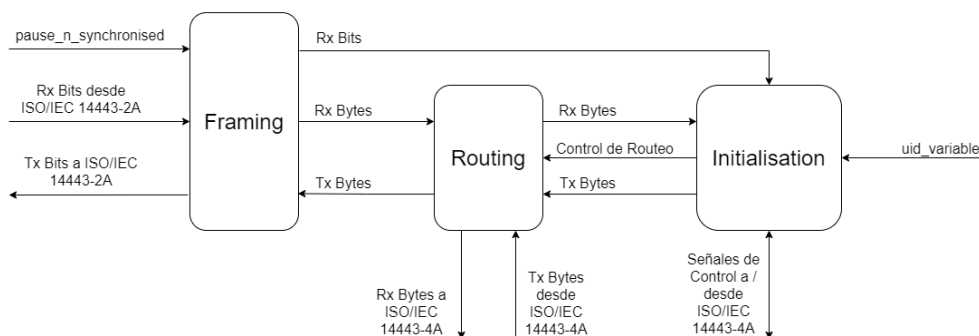 pause_n_synchronised
Rx Bits
Rx Bits desde
ISO/IEC 14443-2A
Framing
Rx Bytes
Rx Bytes
Routing
Control de Routeo
Initialisation
uid_variable
Tx Bits a ISO/IEC
14443-2A
Tx Bytes
Tx Bytes
Rx Bytes a
ISO/IEC
14443-4A
Tx Bytes
desde
ISO/IEC
14443-4A
Señales de
Control a /
desde
ISO/IEC
14443-4A